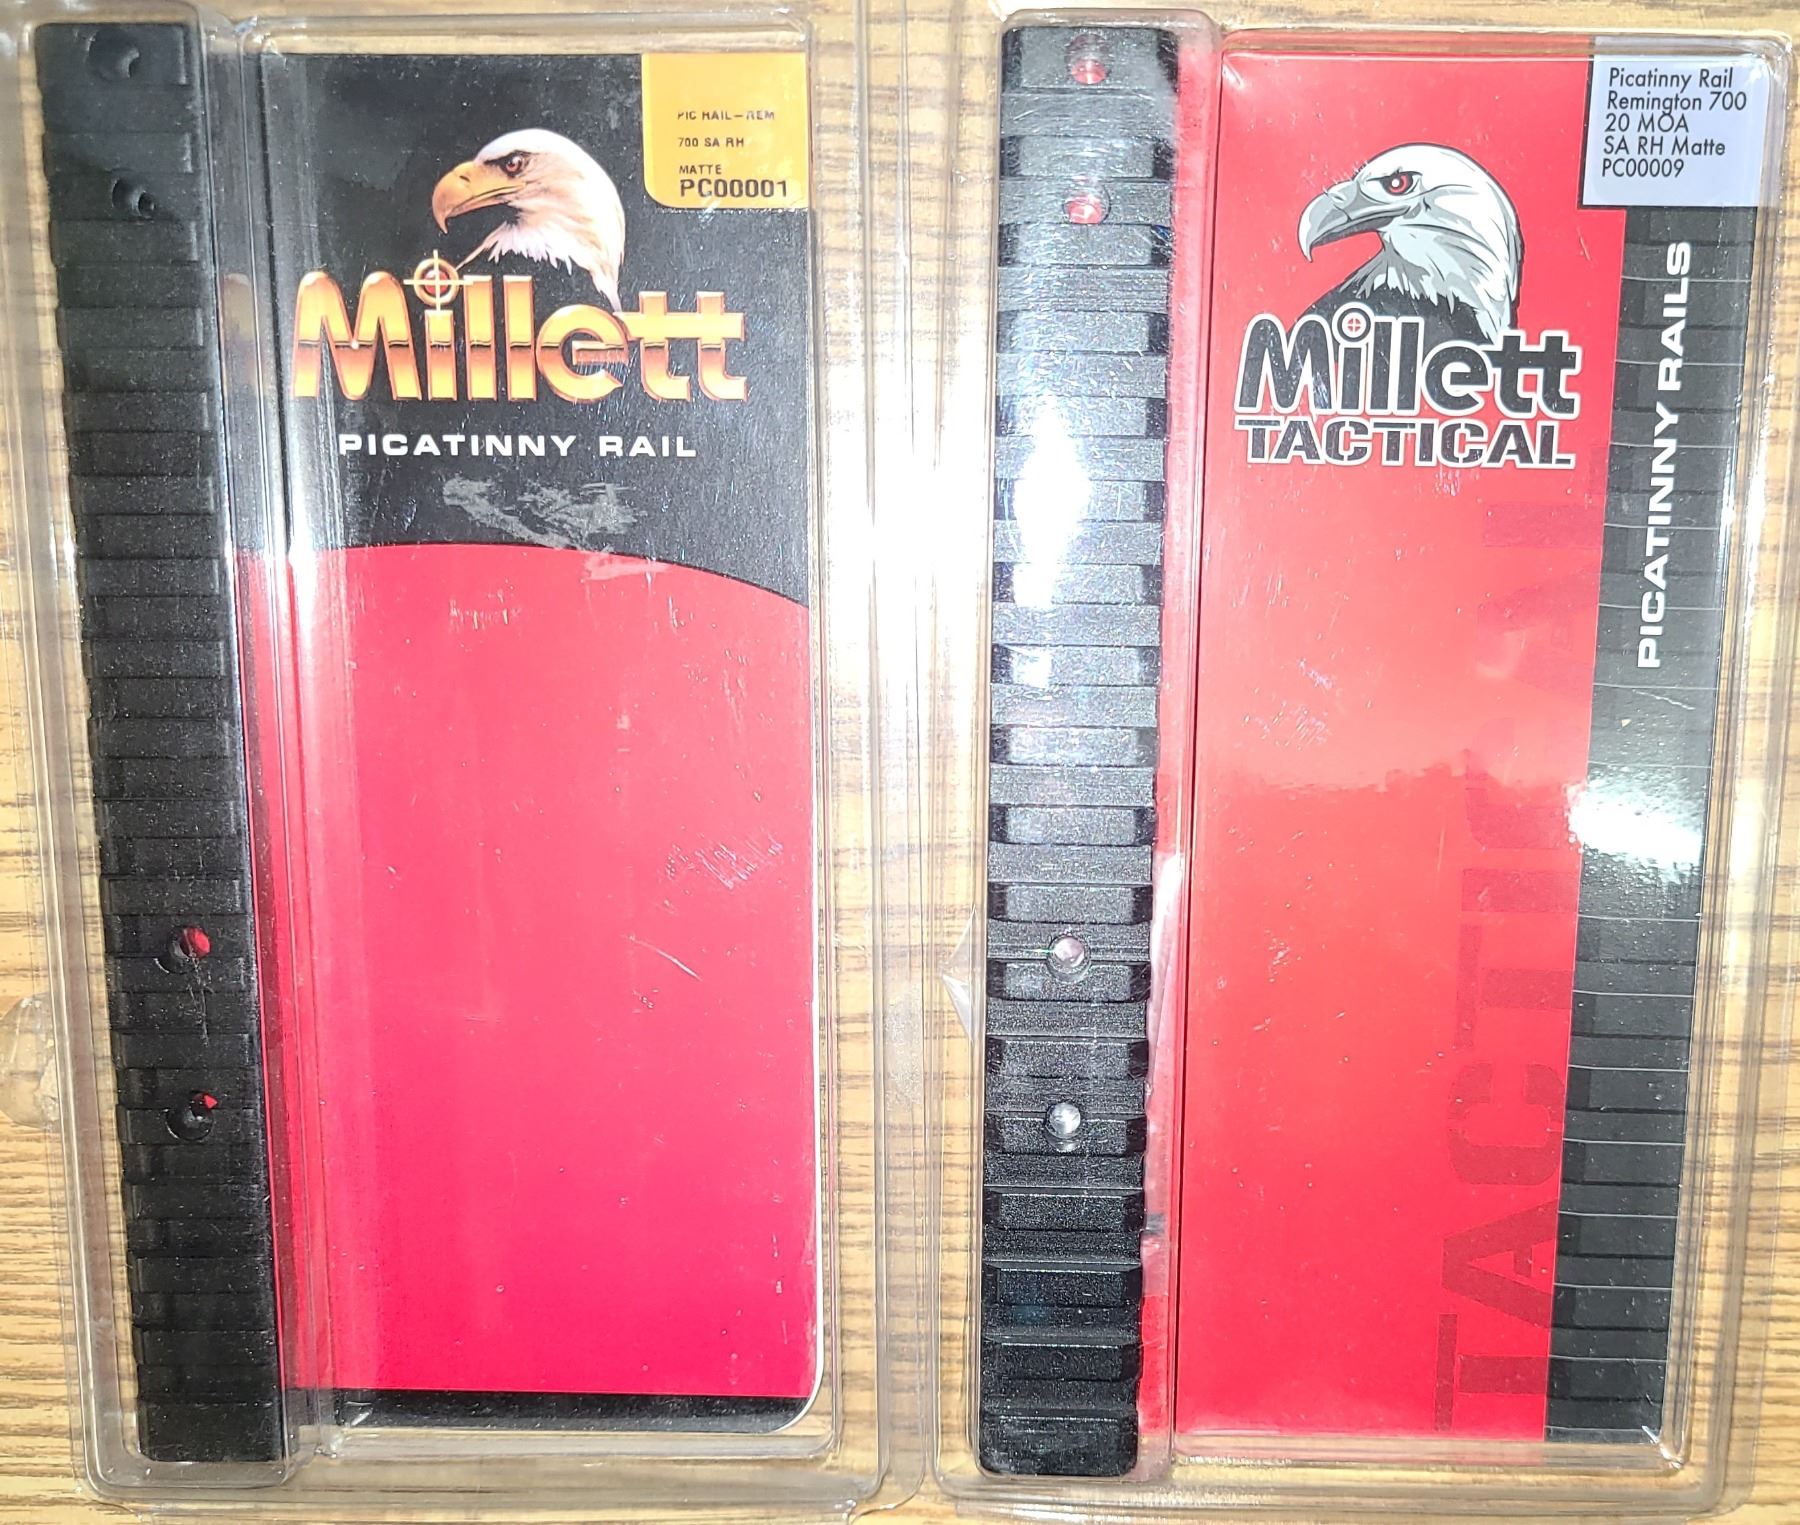 PIC RAIL-REM
700 SA RH
MATTE
PC00001
Millett
PICATINNY RAIL
Picatinny Rail
Remington 700
20 MOA
SA RH Matte
PC00009
Millett
TACTICAL
PICATINNY RAILS
TACTICAL